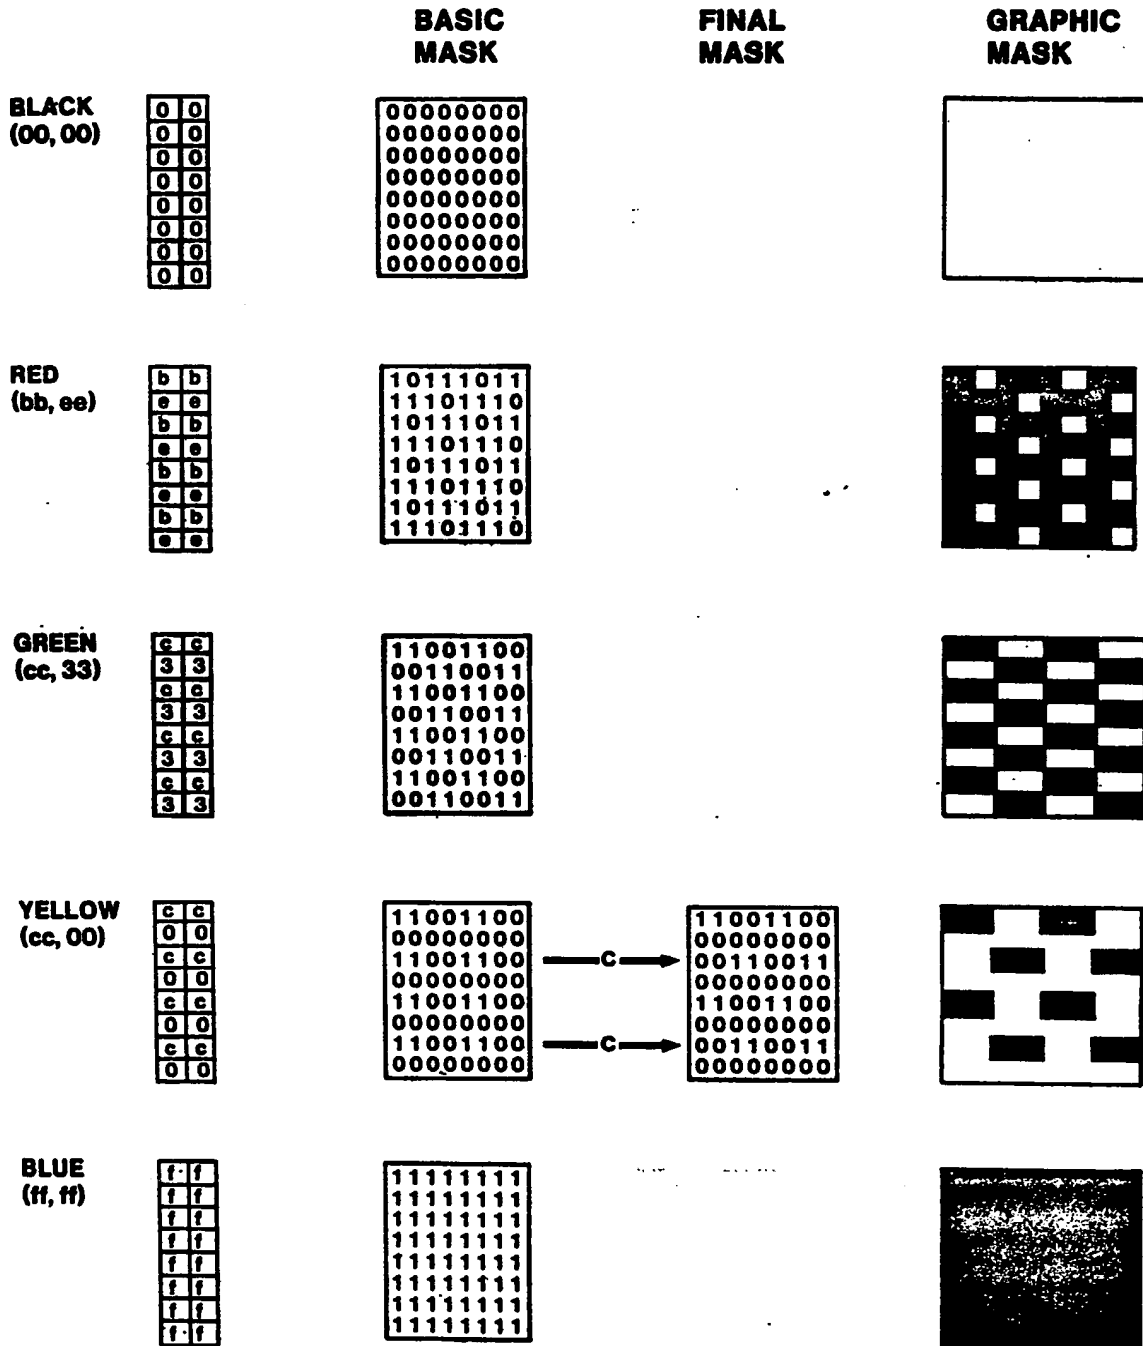 BASIC MASK
FINAL MASK
GRAPHIC MASK
BLACK
(00, 00)
0 0
0 0
0 0
0 0
0 0
0 0
0 0
0 0
00000000
00000000
00000000
00000000
00000000
00000000
00000000
00000000
RED
(bb, ee)
b b
e e
b b
e e
b b
e e
b b
e e
10111011
11101110
10111011
11101110
10111011
11101110
10111011
11101110
GREEN
(cc, 33)
c c
3 3
c c
3 3
c c
3 3
c c
3 3
11001100
00110011
11001100
00110011
11001100
00110011
11001100
00110011
YELLOW
(cc, 00)
c c
0 0
c c
0 0
c c
0 0
c c
0 0
11001100
00000000
11001100
00000000
11001100
00000000
11001100
00000000
C
C
11001100
00000000
00110011
00000000
11001100
00000000
00110011
00000000
BLUE
(ff, ff)
f f
f f
f f
f f
f f
f f
f f
f f
11111111
11111111
11111111
11111111
11111111
11111111
11111111
11111111